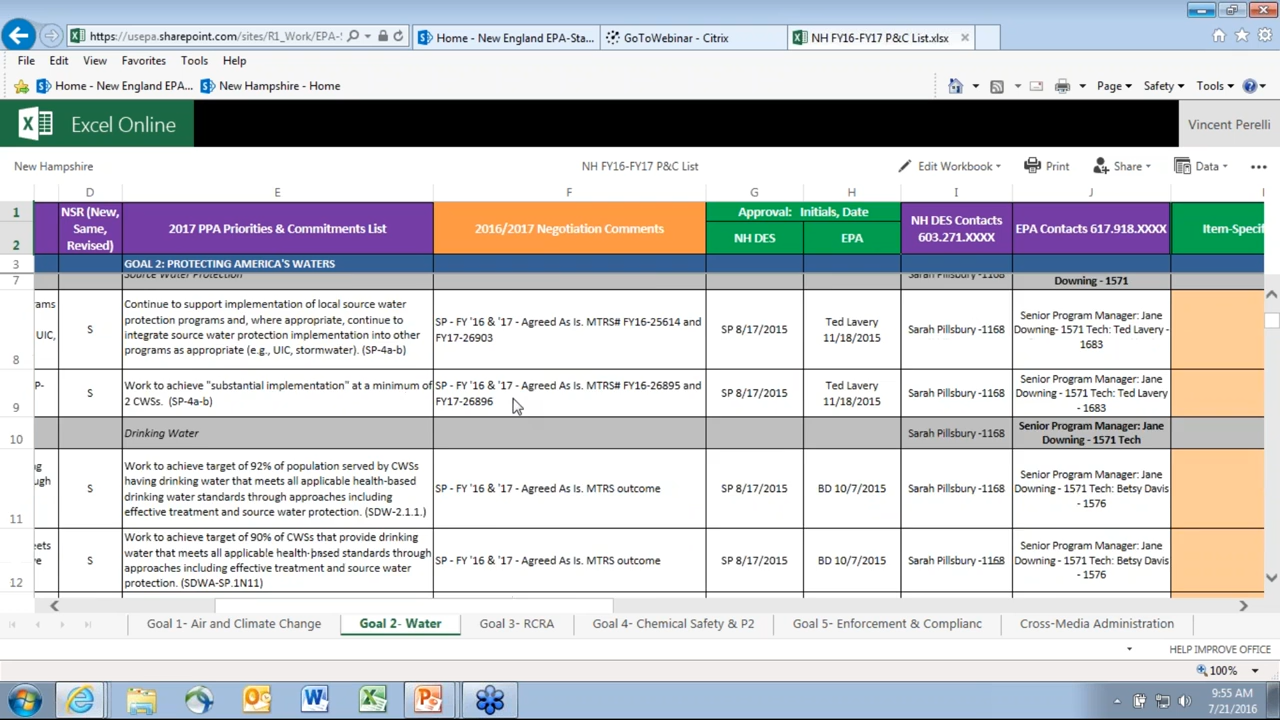 https://usepa.sharepoint.com/sites/R1_Work/EPA-
Home - New England EPA-Sta...
GoToWebinar - Citrix
NH FY16-FY17 P&C List.xlsx
File Edit View Favorites Tools Help
Home - New England EPA... New Hampshire - Home
Page Safety Tools
Excel Online
Vincent Perelli
New Hampshire
NH FY16-FY17 P&C List
Edit Workbook Print Share Data
D E F G H I J
1
2
NSR (New,
Same,
Revised)
2017 PPA Priorities & Commitments List
2016/2017 Negotiation Comments
Approval: Initials, Date
NH DES
EPA
NH DES Contacts
603.271.XXXX
EPA Contacts 617.918.XXXX
Item-Specif
3
GOAL 2: PROTECTING AMERICA'S WATERS
7
Source Water Protection
Sarah Pillsbury -1168
Downing - 1571
8
rams
UIC,
S
Continue to support implementation of local source water
protection programs and, where appropriate, continue to
integrate source water protection implementation into other
programs as appropriate (e.g., UIC, stormwater). (SP-4a-b)
SP - FY '16 & '17 - Agreed As Is. MTRS# FY16-25614 and
FY17-26903
SP 8/17/2015
Ted Lavery
11/18/2015
Sarah Pillsbury -1168
Senior Program Manager: Jane
Downing- 1571 Tech: Ted Lavery -
1683
9
P-
S
Work to achieve "substantial implementation" at a minimum of
2 CWSs. (SP-4a-b)
SP - FY '16 & '17 - Agreed As Is. MTRS# FY16-26895 and
FY17-26896
SP 8/17/2015
Ted Lavery
11/18/2015
Sarah Pillsbury -1168
Senior Program Manager: Jane
Downing - 1571 Tech: Ted Lavery
- 1683
10
Drinking Water
Sarah Pillsbury -1168
Senior Program Manager: Jane
Downing - 1571 Tech
11
ng
ugh
S
Work to achieve target of 92% of population served by CWSs
having drinking water that meets all applicable health-based
drinking water standards through approaches including
effective treatment and source water protection. (SDW-2.1.1.)
SP - FY '16 & '17 - Agreed As Is. MTRS outcome
SP 8/17/2015
BD 10/7/2015
Sarah Pillsbury -1168
Senior Program Manager: Jane
Downing - 1571 Tech: Betsy Davis
- 1576
12
eets
ve
S
Work to achieve target of 90% of CWSs that provide drinking
water that meets all applicable health-based standards through
approaches including effective treatment and source water
protection. (SDWA-SP.1N11)
SP - FY '16 & '17 - Agreed As Is. MTRS outcome
SP 8/17/2015
BD 10/7/2015
Sarah Pillsbury -1168
Senior Program Manager: Jane
Downing - 1571 Tech: Betsy Davis
- 1576
Goal 1- Air and Climate Change Goal 2- Water Goal 3- RCRA Goal 4- Chemical Safety & P2 Goal 5- Enforcement & Complianc Cross-Media Administration
HELP IMPROVE OFFICE
100%
9:55 AM
7/21/2016